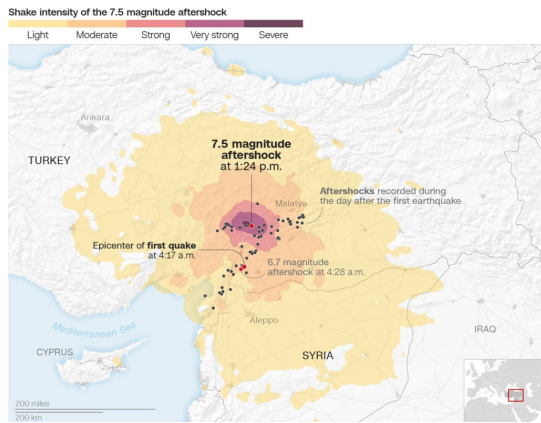 Shake intensity of the 7.5 magnitude aftershock
Light Moderate Strong Very strong Severe
Ankara
7.5 magnitude
aftershock
at 1:24 p.m.
TURKEY
Aftershocks recorded during
the day after the first earthquake
Malatya
Epicenter of first quake
at 4:17 a.m.
6.7 magnitude
aftershock at 4:28 a.m.
Aleppo
Mediterranean Sea
IRAQ
CYPRUS
SYRIA
200 miles
200 km